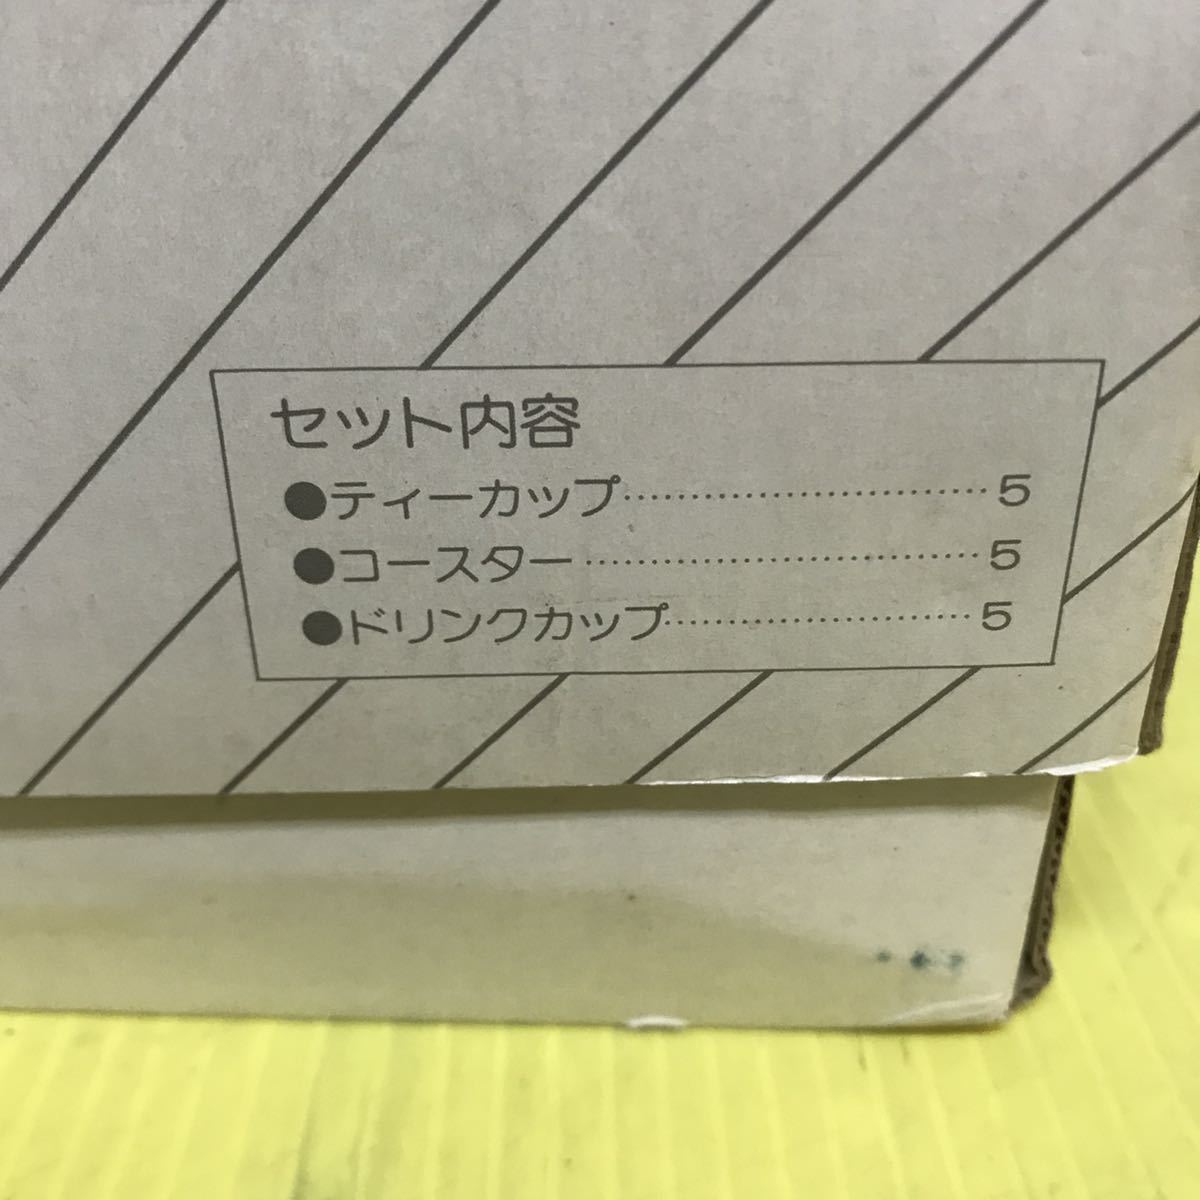 セット内容
●ティーカップ……………………………5
●コースター………………………………5
●ドリンクカップ………………………5